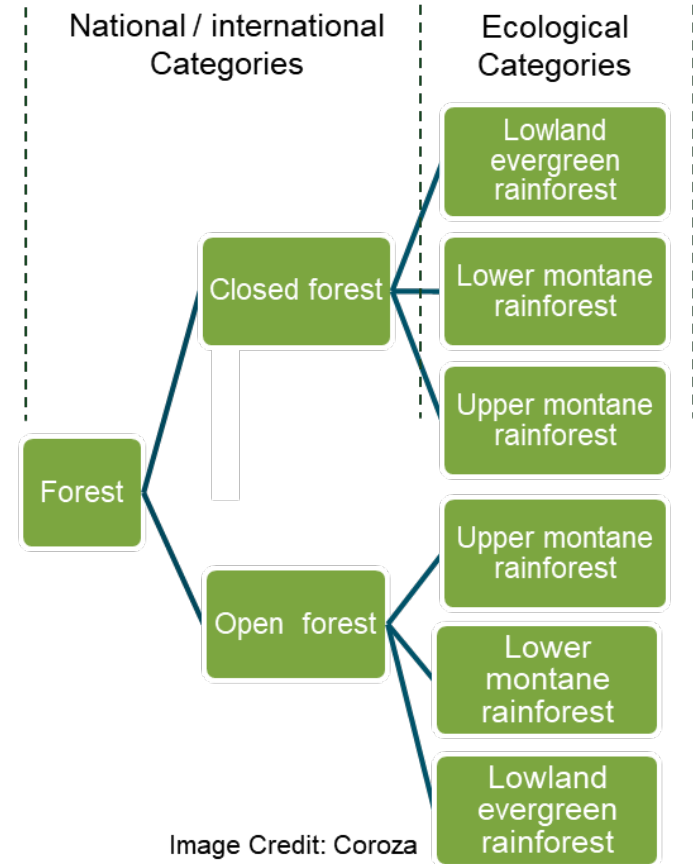 National / international
Categories
Ecological
Categories
Lowland
evergreen
rainforest
Closed forest
Lower montane
rainforest
Upper montane
rainforest
Forest
Upper montane
rainforest
Open forest
Lower
montane
rainforest
Lowland
evergreen
rainforest
Image Credit: Coroza